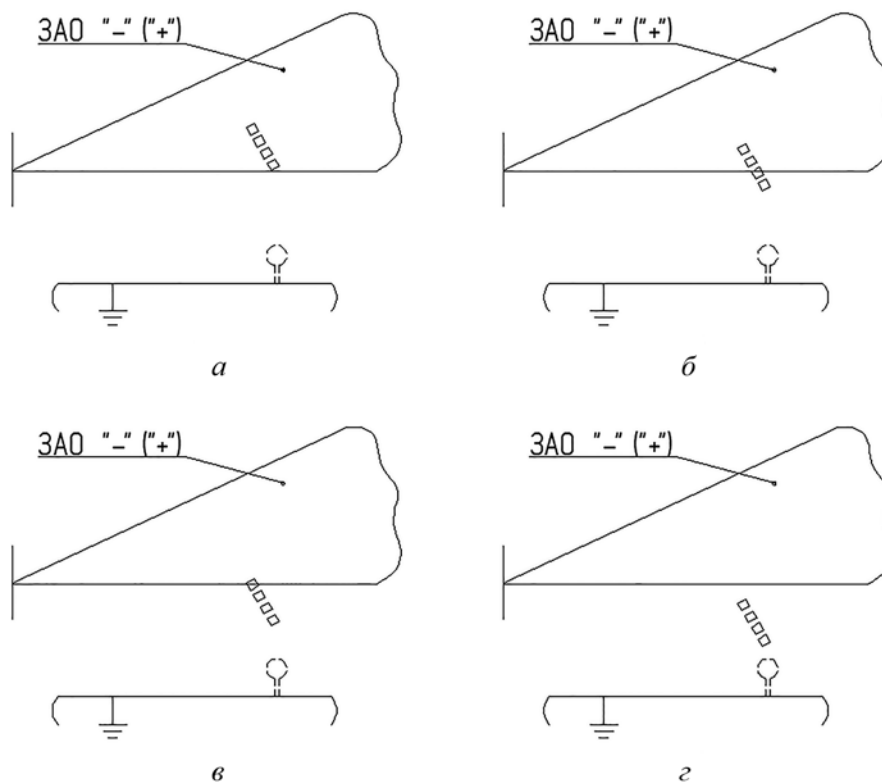 ЗАО "–" ("+")
ЗАО "–" ("+")
а
б
ЗАО "–" ("+")
ЗАО "–" ("+")
в
г